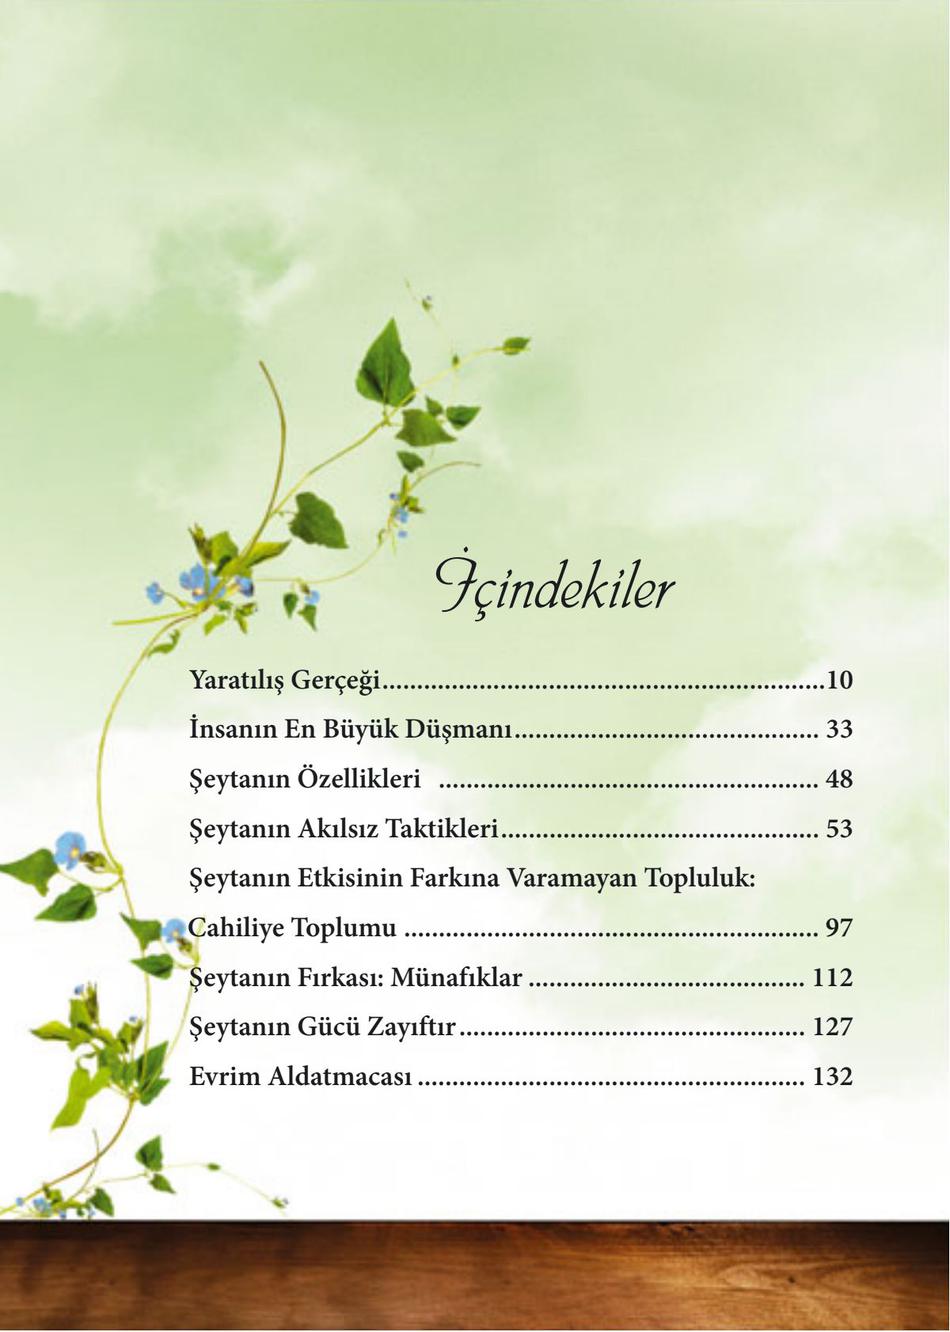 İçindekiler
Yaratılış Gerçeği................................................................10
İnsanın En Büyük Düşmanı............................................ 33
Şeytanın Özellikleri ....................................................... 48
Şeytanın Akılsız Taktikleri.............................................. 53
Şeytanın Etkisinin Farkına Varamayan Topluluk:
Cahiliye Toplumu ............................................................ 97
Şeytanın Fırkası: Münafıklar ........................................ 112
Şeytanın Gücü Zayıftır.................................................. 127
Evrim Aldatmacası ........................................................ 132